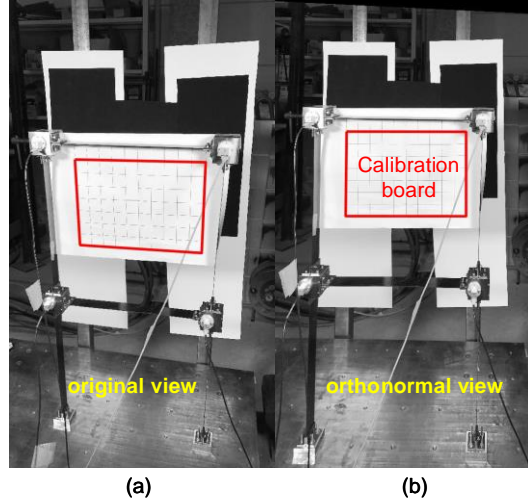 Calibration
board
original view
orthonormal view
(a)
(b)